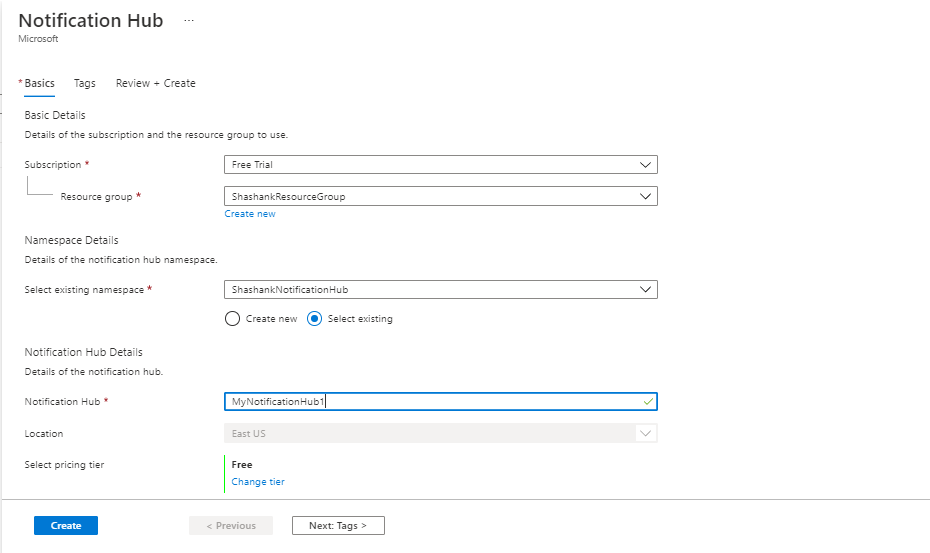 Notification Hub ...
Microsoft
* Basics Tags Review + Create
Basic Details
Details of the subscription and the resource group to use.
Subscription * Free Trial
Resource group * ShashankResourceGroup
Create new
Namespace Details
Details of the notification hub namespace.
Select existing namespace * ShashankNotificationHub
Create new Select existing
Notification Hub Details
Details of the notification hub.
Notification Hub * MyNotificationHub1
Location East US
Select pricing tier Free
Change tier
Create < Previous Next: Tags >